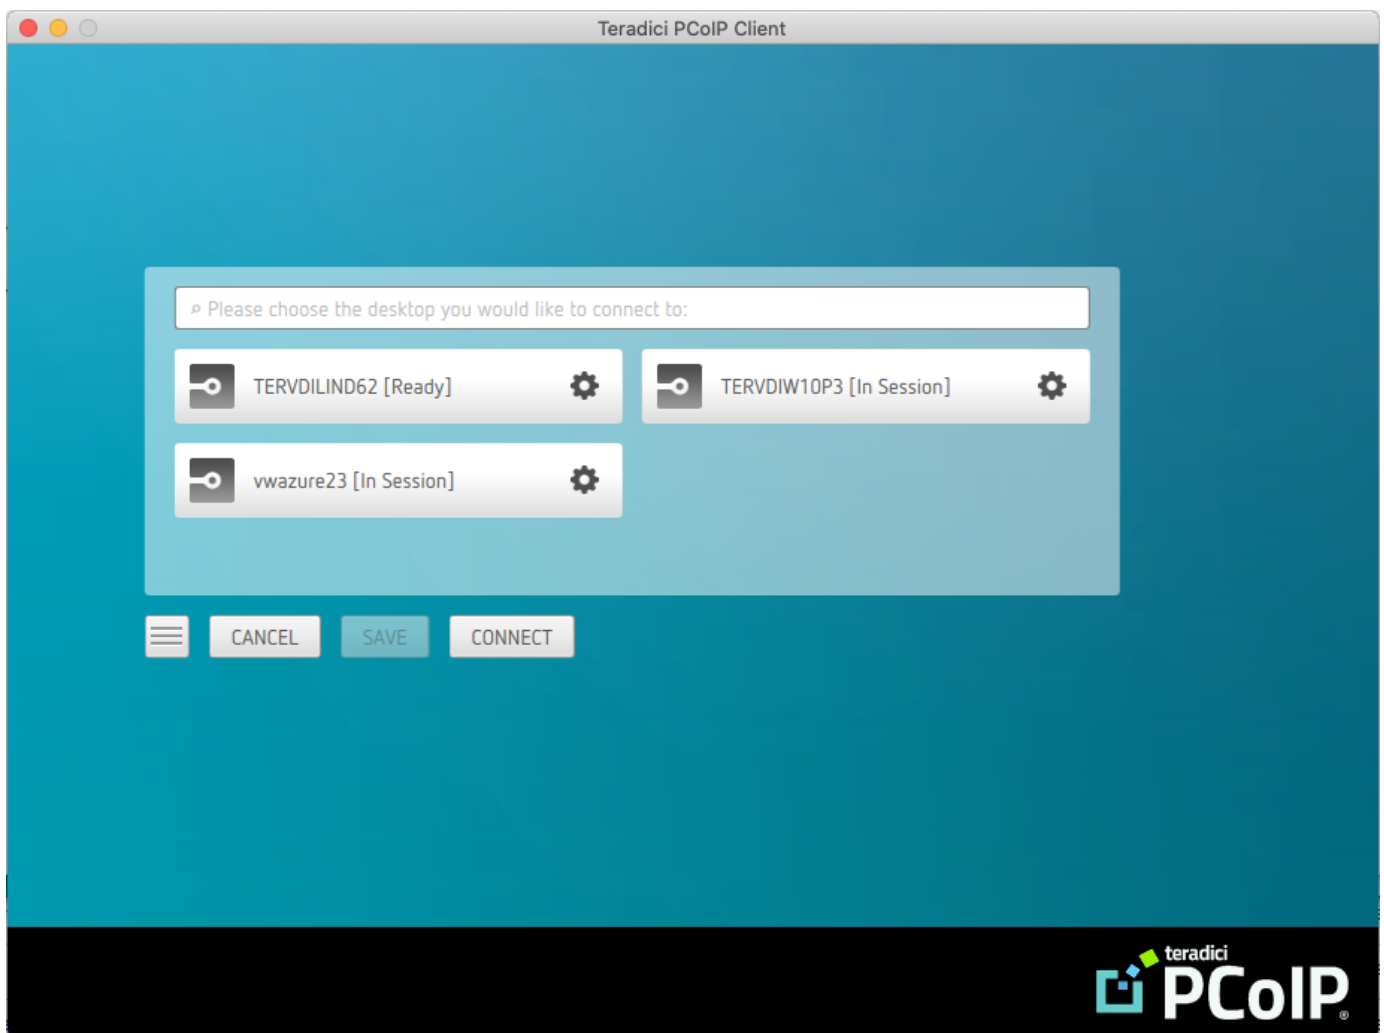 Teradici PCoIP Client
Please choose the desktop you would like to connect to:
TERVDILIND62 [Ready]
TERVDIW10P3 [In Session]
vwazure23 [In Session]
CANCEL
SAVE
CONNECT
teradici
PCoIP®